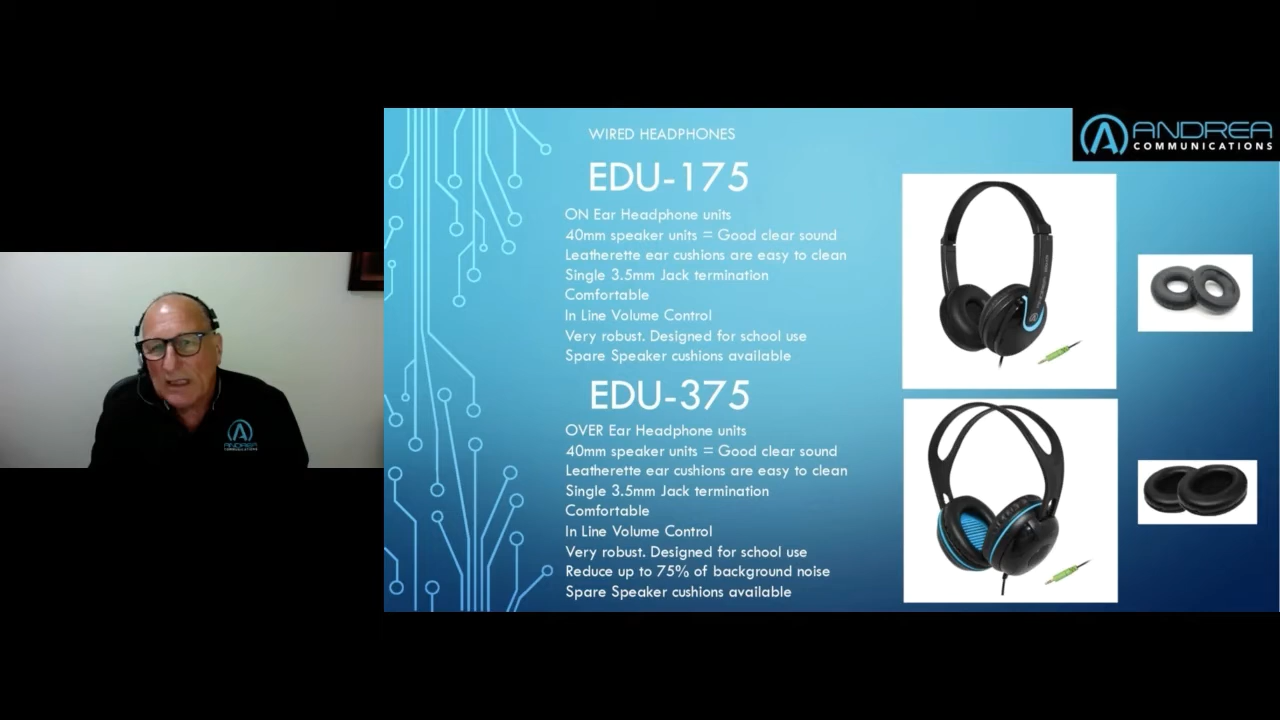 WIRED HEADPHONES
ANDREA
COMMUNICATIONS
EDU-175
ON Ear Headphone units
40mm speaker units = Good clear sound
Leatherette ear cushions are easy to clean
Single 3.5mm Jack termination
Comfortable
In Line Volume Control
Very robust. Designed for school use
Spare Speaker cushions available
EDU-375
OVER Ear Headphone units
40mm speaker units = Good clear sound
Leatherette ear cushions are easy to clean
Single 3.5mm Jack termination
Comfortable
In Line Volume Control
Very robust. Designed for school use
Reduce up to 75% of background noise
Spare Speaker cushions available
ANDREA
COMMUNICATIONS